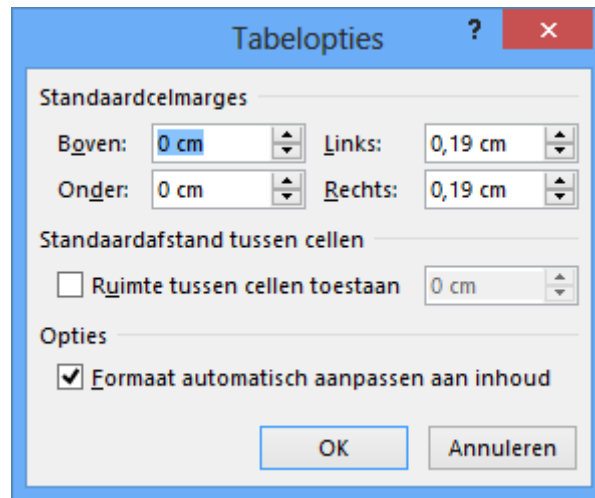 Tabelopties ? ×
Standaardcelmarges
Boven: 0 cm Links: 0,19 cm
Onder: 0 cm Rechts: 0,19 cm
Standaardafstand tussen cellen
Ruimte tussen cellen toestaan 0 cm
Opties
Formaat automatisch aanpassen aan inhoud
OK Annuleren